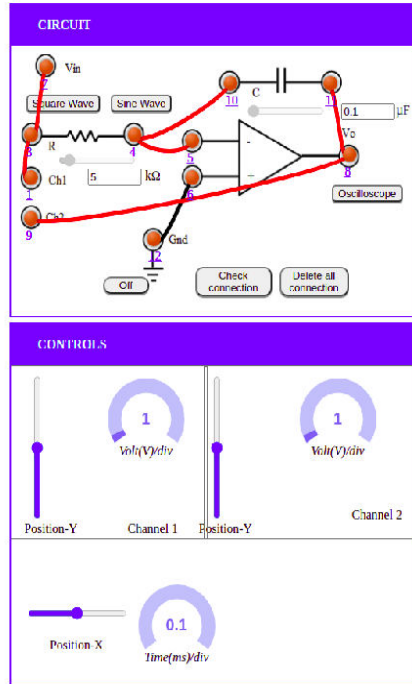 CIRCUIT
Vin
7
10
C
11
Square Wave
Sine Wave
0.1
μF
Vo
3
R
4
5
-
8
Ch1
5
kΩ
+
6
Oscilloscope
1
Ch2
9
Gnd
12
Off
Check connection
Delete all connection
CONTROLS
1
1
Volt(V)/div
Volt(V)/div
Channel 2
Position-Y
Channel 1
Position-Y
0.1
Position-X
Time(ms)/div